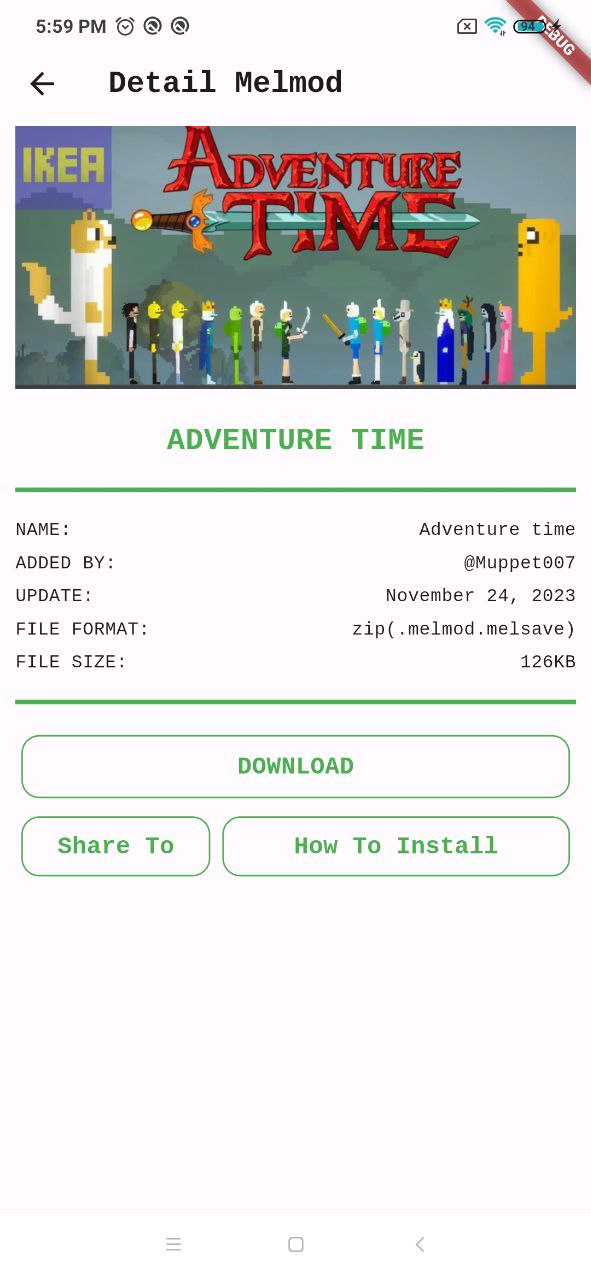 5:59 PM
94
DEBUG
Detail Melmod
IKEA
ADVENTURE
TIME
ADVENTURE TIME
NAME: Adventure time
ADDED BY: @Muppet007
UPDATE: November 24, 2023
FILE FORMAT: zip(.melmod.melsave)
FILE SIZE: 126KB
DOWNLOAD
Share To How To Install